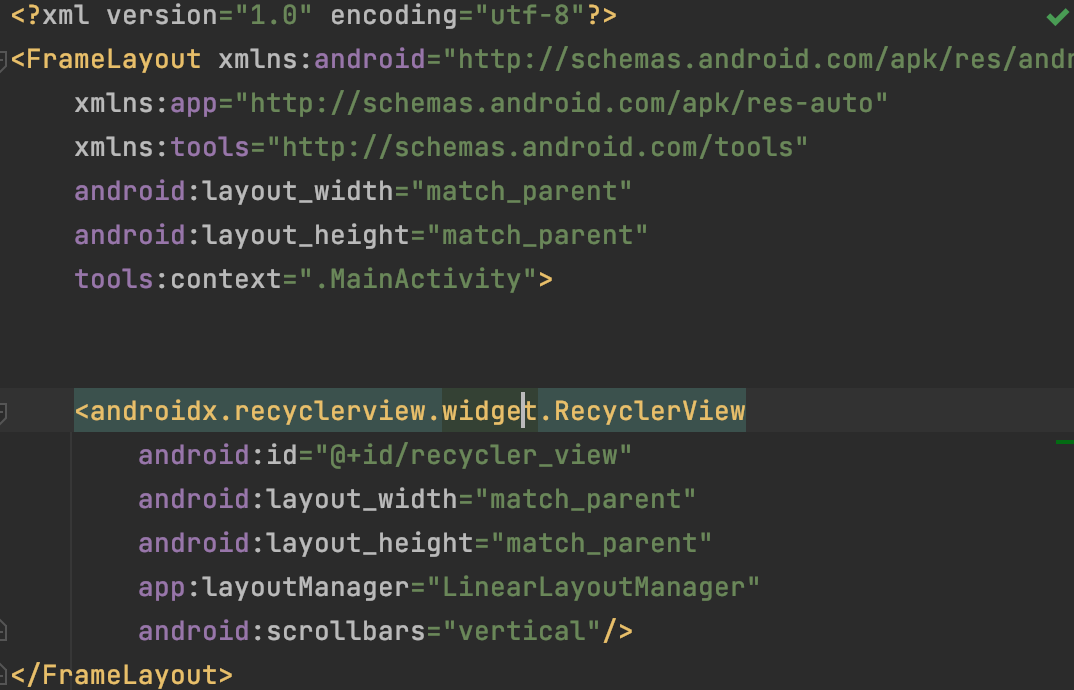 <?xml version="1.0" encoding="utf-8"?>
<FrameLayout xmlns:android="http://schemas.android.com/apk/res/andr
xmlns:app="http://schemas.android.com/apk/res-auto"
xmlns:tools="http://schemas.android.com/tools"
android:layout_width="match_parent"
android:layout_height="match_parent"
tools:context=".MainActivity">
<androidx.recyclerview.widget.RecyclerView
android:id="@+id/recycler_view"
android:layout_width="match_parent"
android:layout_height="match_parent"
app:layoutManager="LinearLayoutManager"
android:scrollbars="vertical"/>
</FrameLayout>